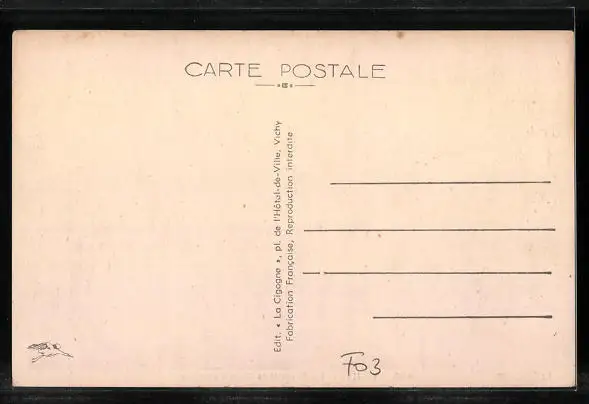 CARTE POSTALE
Edit. « La Cigogne », pl. de l'Hôtel-de-Ville, Vichy
Fabrication Française, Reproduction interdite
F03